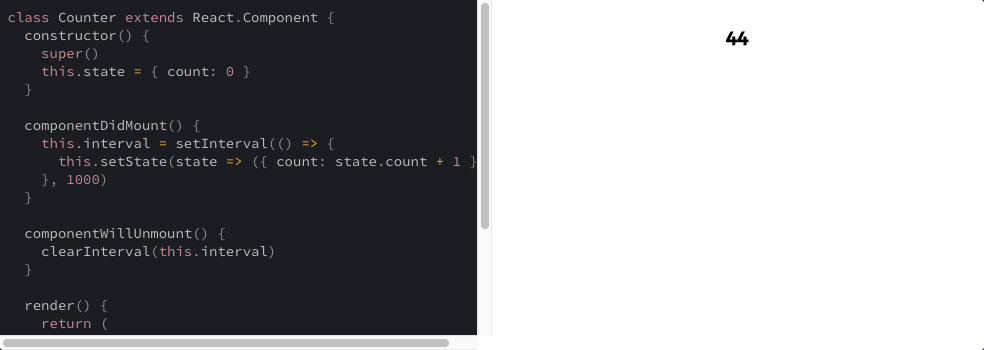 class Counter extends React.Component {
  constructor() {
    super()
    this.state = { count: 0 }
  }

  componentDidMount() {
    this.interval = setInterval(() => {
      this.setState(state => ({ count: state.count + 1 }
    }, 1000)
  }

  componentWillUnmount() {
    clearInterval(this.interval)
  }

  render() {
    return (
44